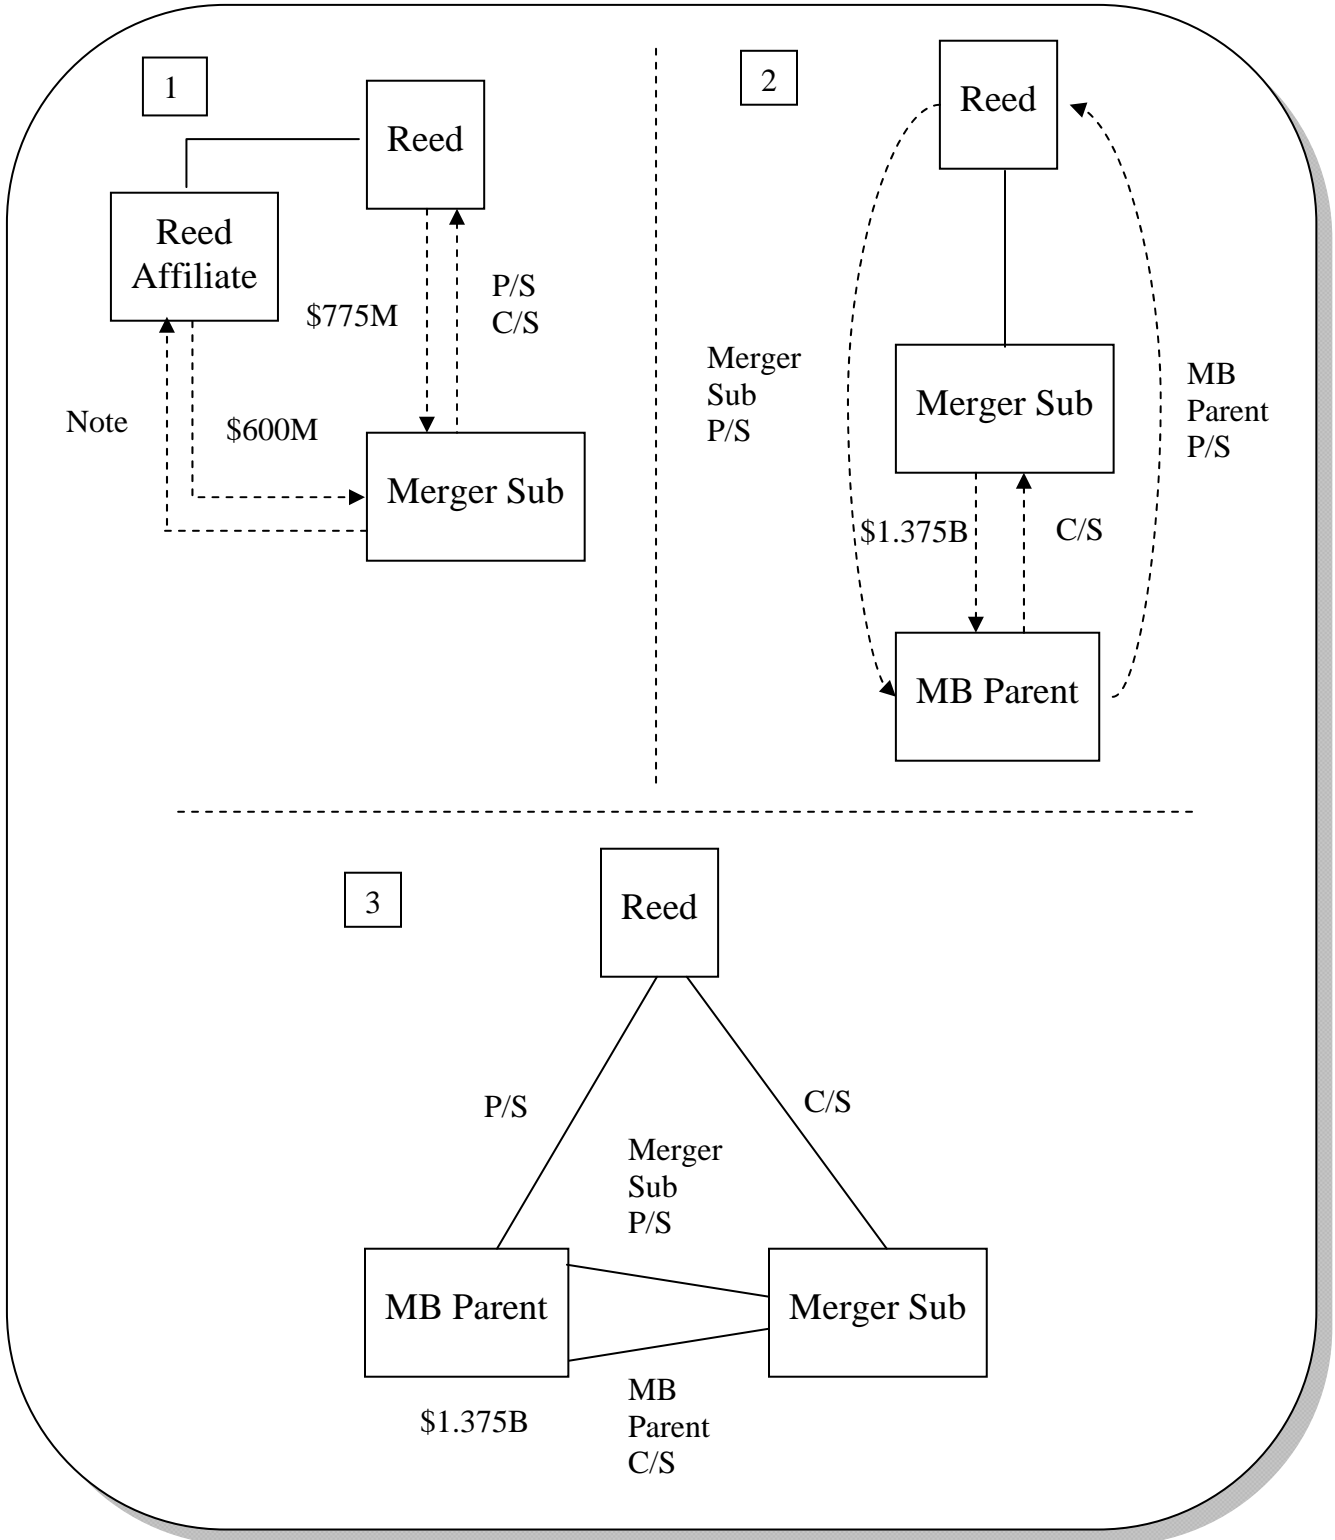 1
Reed
Reed
Affiliate
$775M
P/S
C/S
Note
$600M
Merger Sub
2
Reed
Merger
Sub
P/S
Merger Sub
MB
Parent
P/S
$1.375B
C/S
MB Parent
3
Reed
P/S
C/S
Merger
Sub
P/S
MB Parent
Merger Sub
$1.375B
MB
Parent
C/S